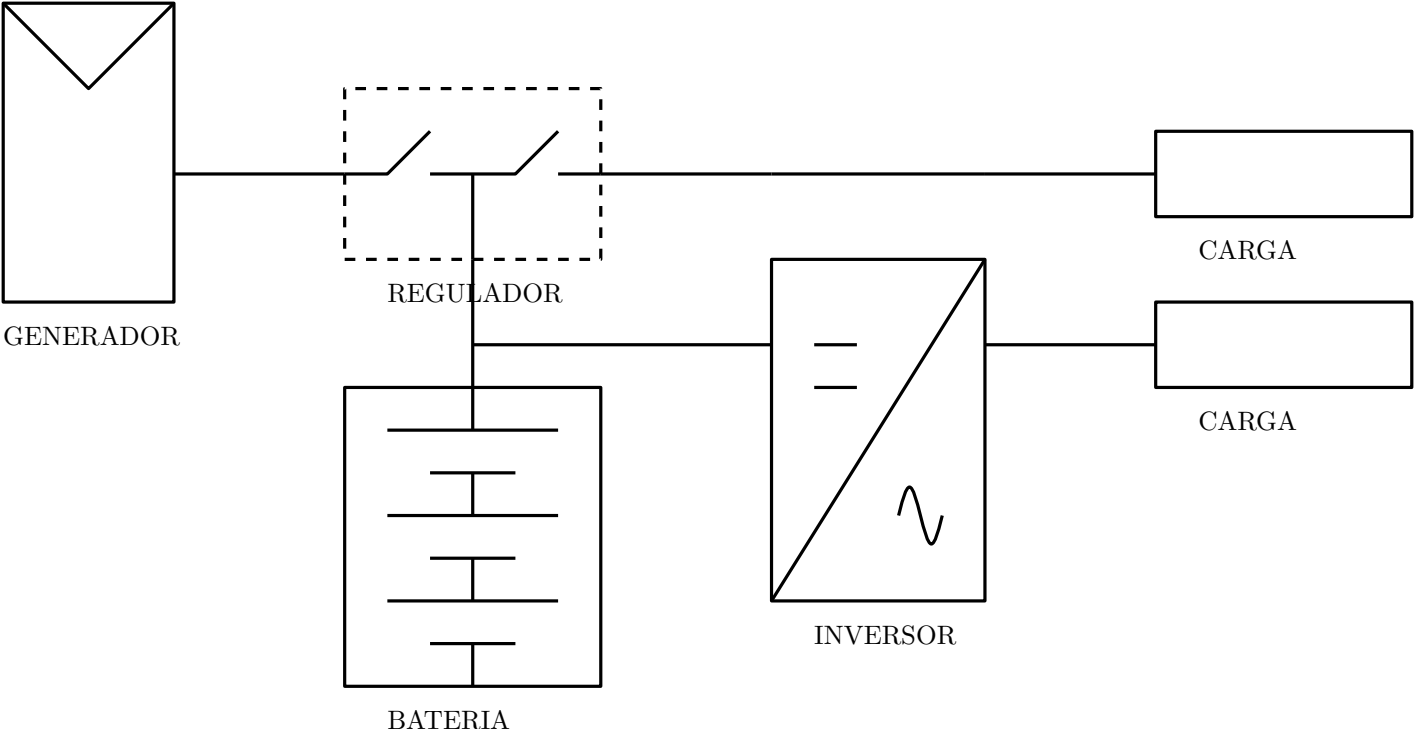 CARGA
REGULADOR
GENERADOR
CARGA
INVERSOR
BATERIA